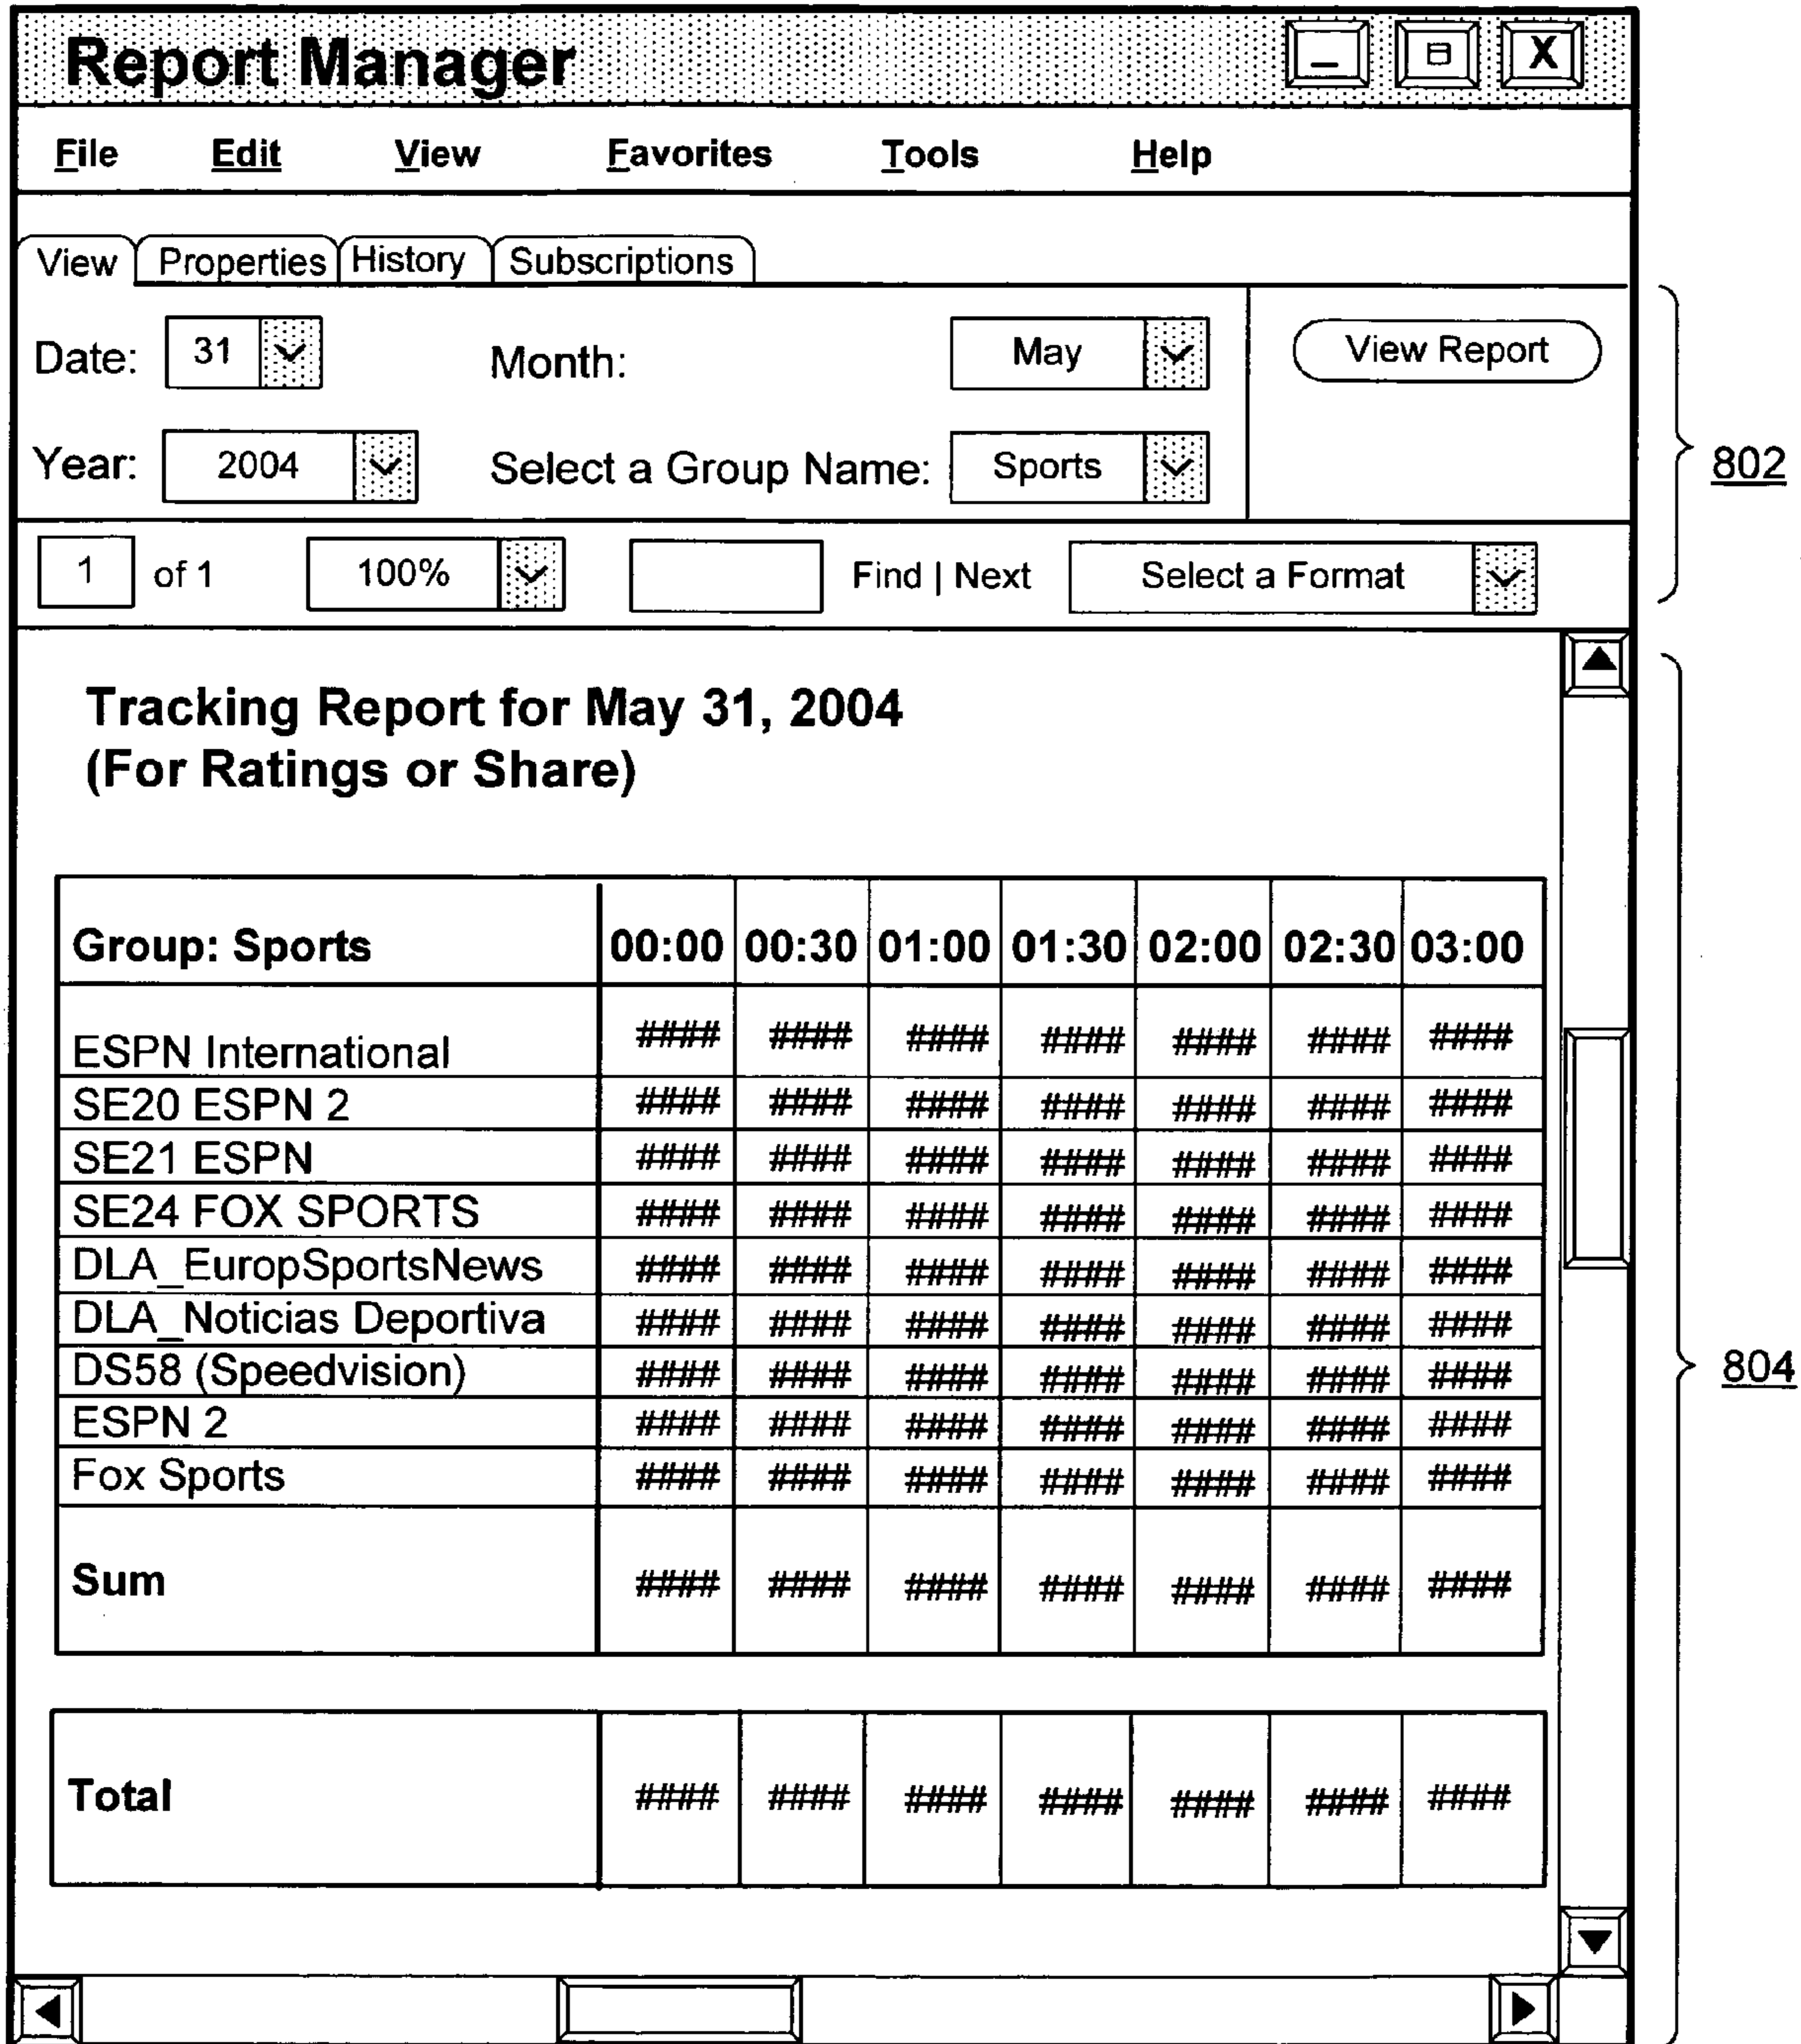 Report Manager _ X
File Edit View Favorites Tools Help
View Properties History Subscriptions
Date: 31 Month: May View Report
Year: 2004 Select a Group Name: Sports
802
1 of 1 100% Find | Next Select a Format
Tracking Report for May 31, 2004
(For Ratings or Share)
Group: Sports 00:00 00:30 01:00 01:30 02:00 02:30 03:00
ESPN International #### #### #### #### #### #### ####
SE20 ESPN 2 #### #### #### #### #### #### ####
SE21 ESPN #### #### #### #### #### #### ####
SE24 FOX SPORTS #### #### #### #### #### #### ####
DLA_EuropSportsNews #### #### #### #### #### #### ####
DLA_Noticias Deportiva #### #### #### #### #### #### ####
DS58 (Speedvision) #### #### #### #### #### #### ####
804
ESPN 2 #### #### #### #### #### #### ####
Fox Sports #### #### #### #### #### #### ####
Sum #### #### #### #### #### #### ####
Total #### #### #### #### #### #### ####